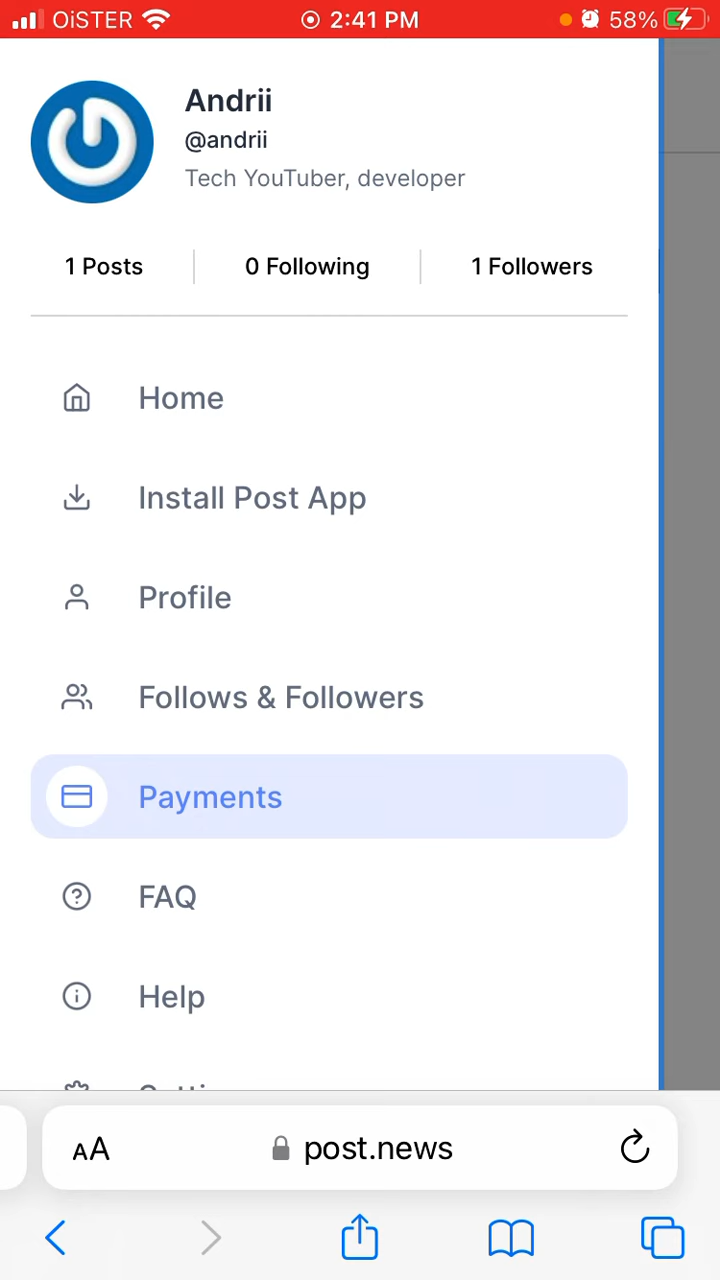 OiSTER 2:41 PM 58%
Andrii
@andrii
Tech YouTuber, developer
1 Posts 0 Following 1 Followers
Home
Install Post App
Profile
Follows & Followers
Payments
FAQ
Help
AA post.news